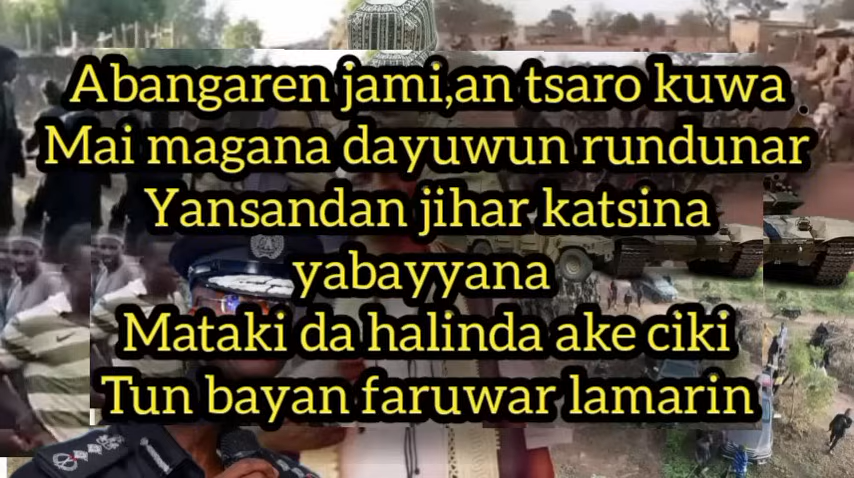 Abangaren jami,an tsaro kuwa
Mai magana dayuwun rundunar
Yansandan jihar katsina
yabayyana
Mataki da halinda ake ciki
Tun bayan faruwar lamarin